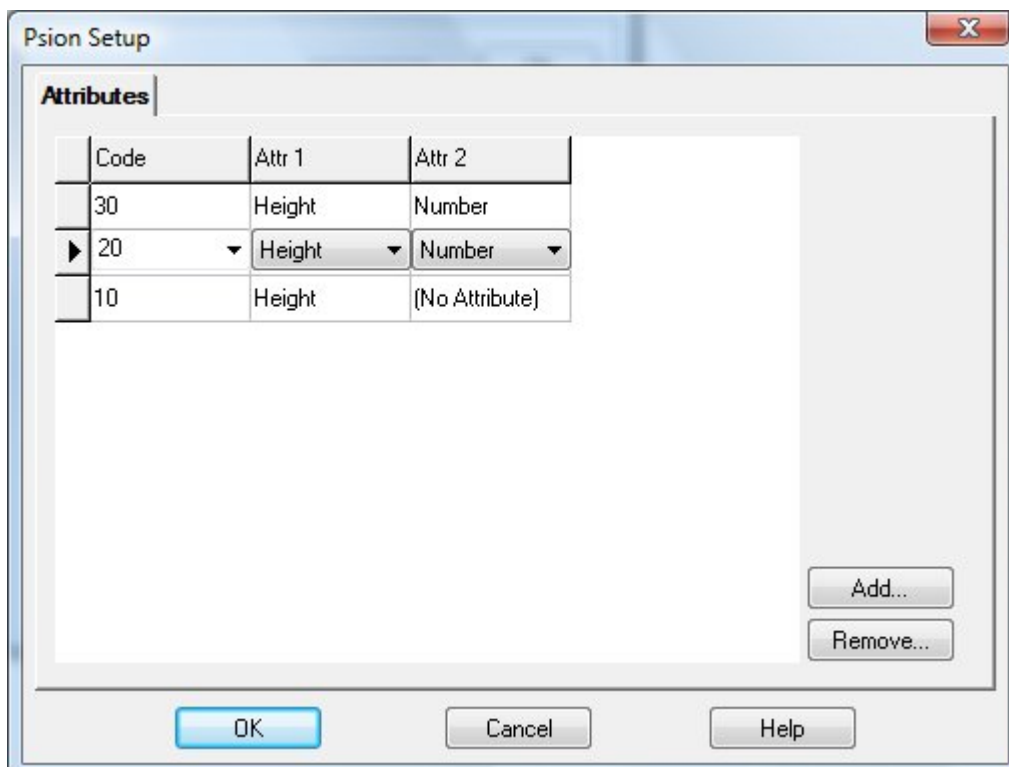 Psion Setup
Attributes
Code Attr 1 Attr 2
30 Height Number
20 Height Number
10 Height (No Attribute)
Add...
Remove...
OK Cancel Help